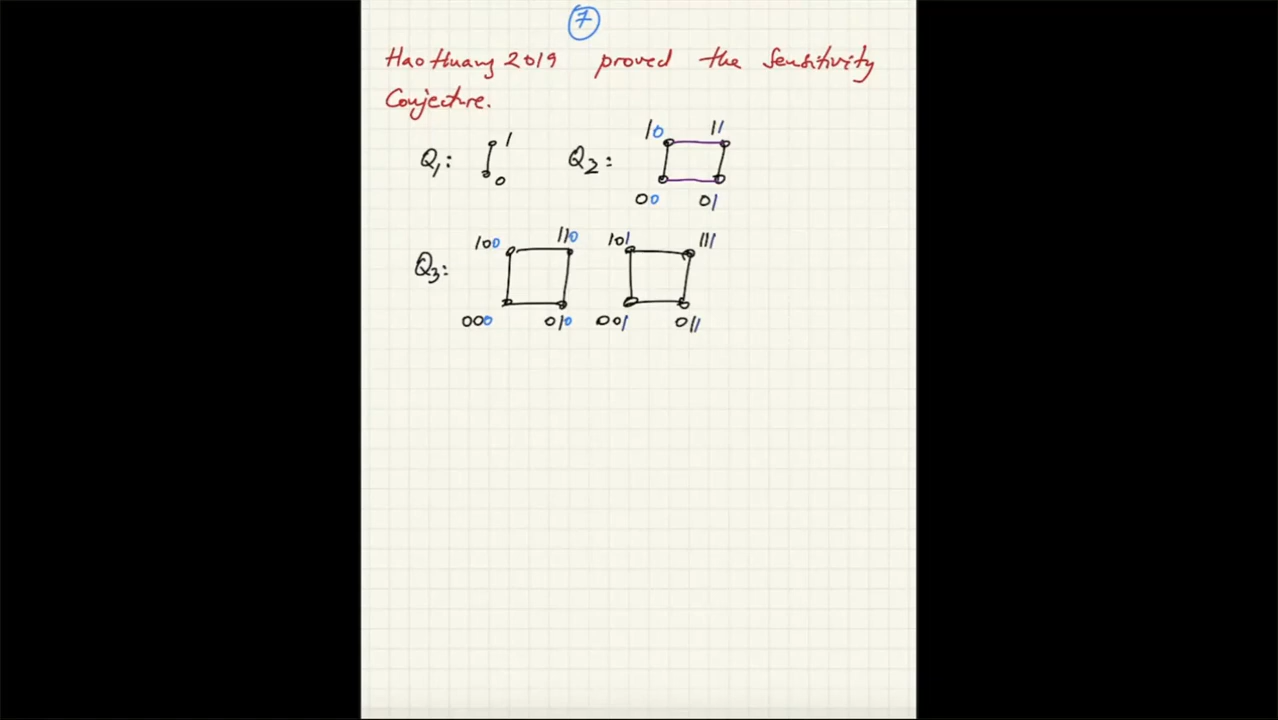 7
Hao Huang 2019 proved the Sensitivity
Conjecture.
Q1: 1 0 Q2: 10 11 00 01
Q3: 100 110 101 111
000 010 001 011